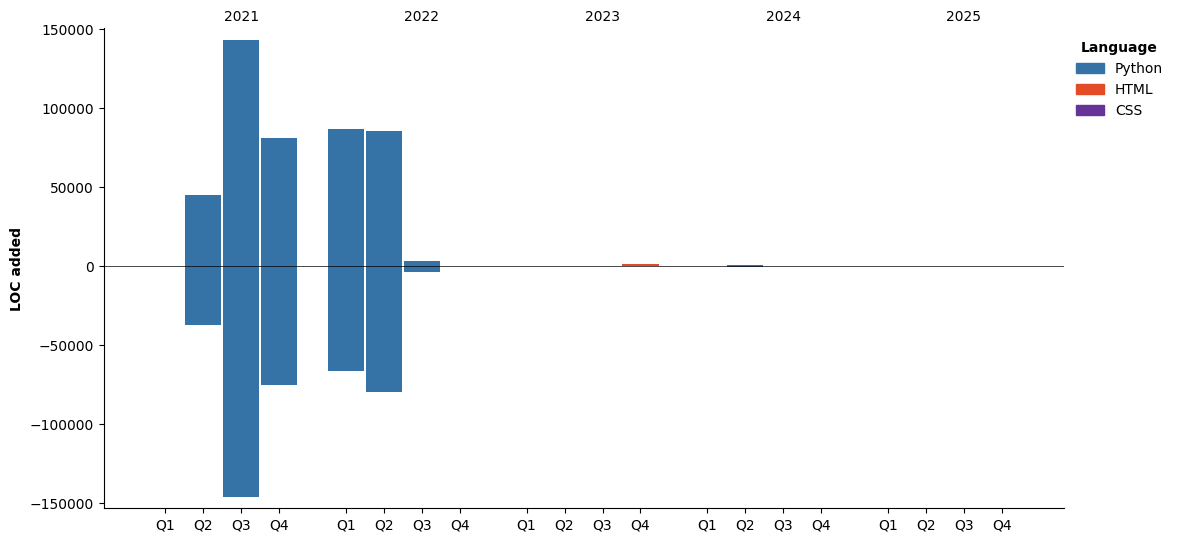 2021 2022 2023 2024 2025
150000
100000
50000
0
−50000
−100000
−150000
LOC added
Q1 Q2 Q3 Q4 Q1 Q2 Q3 Q4 Q1 Q2 Q3 Q4 Q1 Q2 Q3 Q4 Q1 Q2 Q3 Q4
Language
Python
HTML
CSS